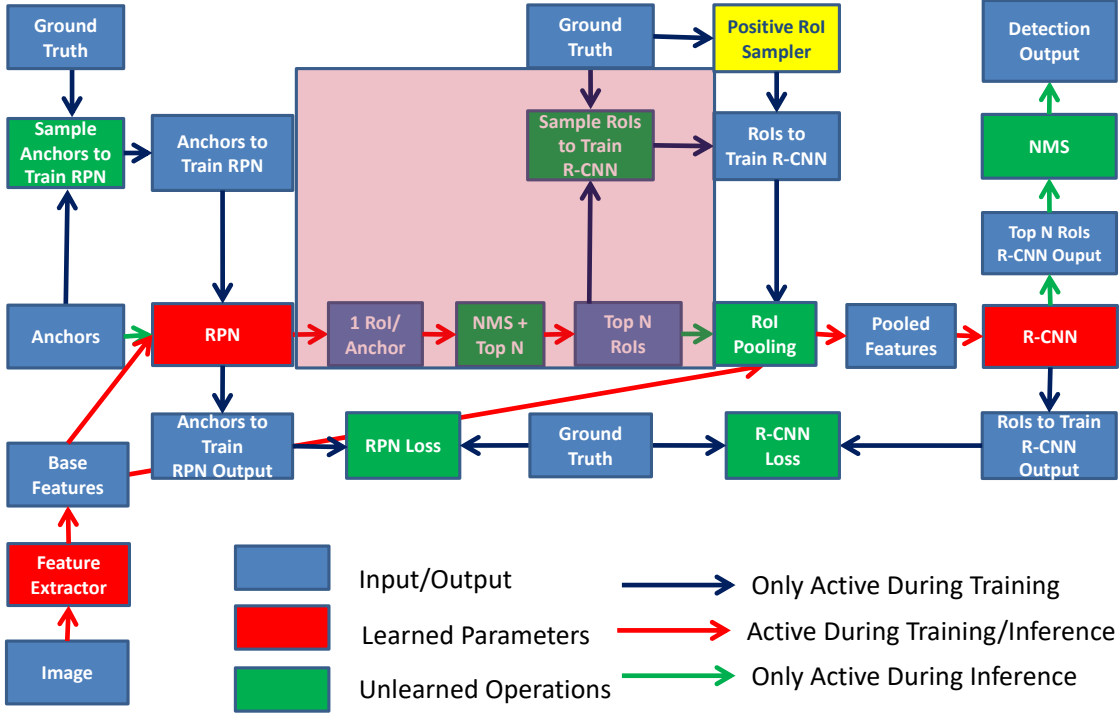 Ground
Truth
Ground
Truth
Positive RoI
Sampler
Detection
Output
Sample
Anchors to
Train RPN
Anchors to
Train RPN
Sample RoIs
to Train
R-CNN
RoIs to
Train R-CNN
NMS
Top N RoIs
R-CNN Ouput
Anchors
RPN
1 RoI/
Anchor
NMS +
Top N
Top N
RoIs
RoI
Pooling
Pooled
Features
R-CNN
Anchors to
Train
RPN Output
RPN Loss
Ground
Truth
R-CNN
Loss
RoIs to Train
R-CNN
Output
Base
Features
Feature
Extractor
Image
Input/Output
Learned Parameters
Unlearned Operations
Only Active During Training
Active During Training/Inference
Only Active During Inference